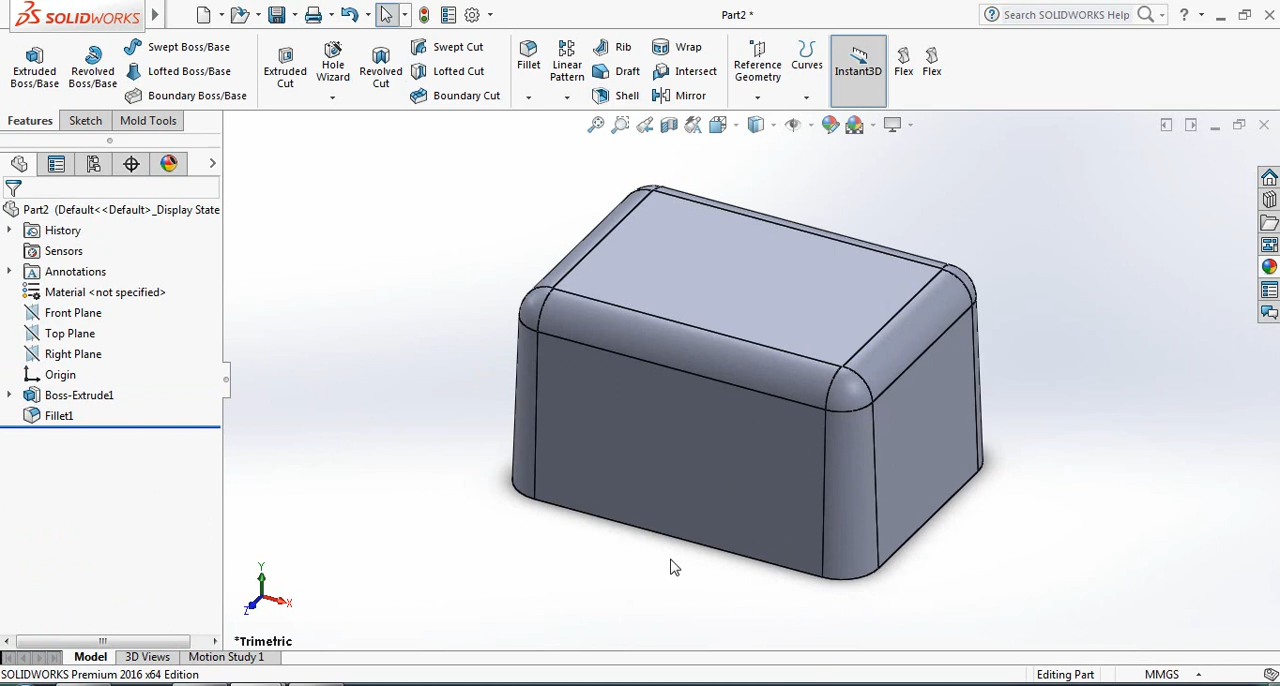 SOLIDWORKS
Part2 *
Search SOLIDWORKS Help
?
Extruded Boss/Base
Revolved Boss/Base
Swept Boss/Base
Lofted Boss/Base
Boundary Boss/Base
Extruded Cut
Hole Wizard
Revolved Cut
Swept Cut
Lofted Cut
Boundary Cut
Fillet
Linear Pattern
Rib
Draft
Shell
Wrap
Intersect
Mirror
Reference Geometry
Curves
Instant3D
Flex
Flex
Features Sketch Mold Tools
Part2 (Default<<Default>_Display State
History
Sensors
A Annotations
Material <not specified>
Front Plane
Top Plane
Right Plane
Origin
Boss-Extrude1
Fillet1
Y
X
Z
*Trimetric
Model 3D Views Motion Study 1
SOLIDWORKS Premium 2016 x64 Edition
Editing Part
MMGS